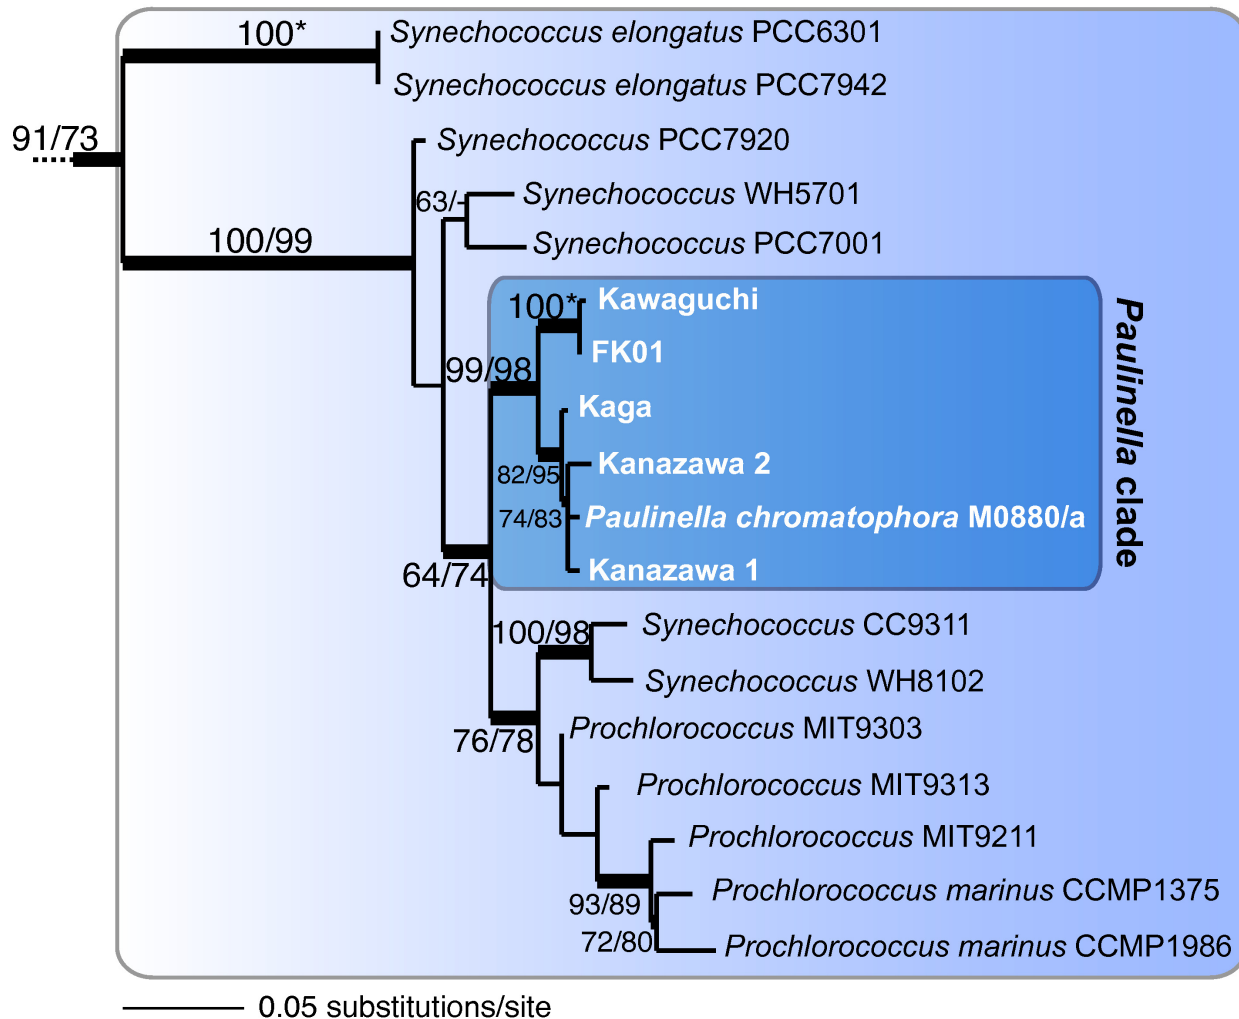 100*
Synechococcus elongatus PCC6301
Synechococcus elongatus PCC7942
91/73
Synechococcus PCC7920
63/-
Synechococcus WH5701
100/99
Synechococcus PCC7001
100*
Kawaguchi
FK01
99/98
Kaga
82/95
Kanazawa 2
74/83
Paulinella chromatophora M0880/a
Kanazawa 1
Paulinella clade
64/74
100/98
Synechococcus CC9311
Synechococcus WH8102
76/78
Prochlorococcus MIT9303
Prochlorococcus MIT9313
Prochlorococcus MIT9211
93/89
Prochlorococcus marinus CCMP1375
72/80
Prochlorococcus marinus CCMP1986
0.05 substitutions/site